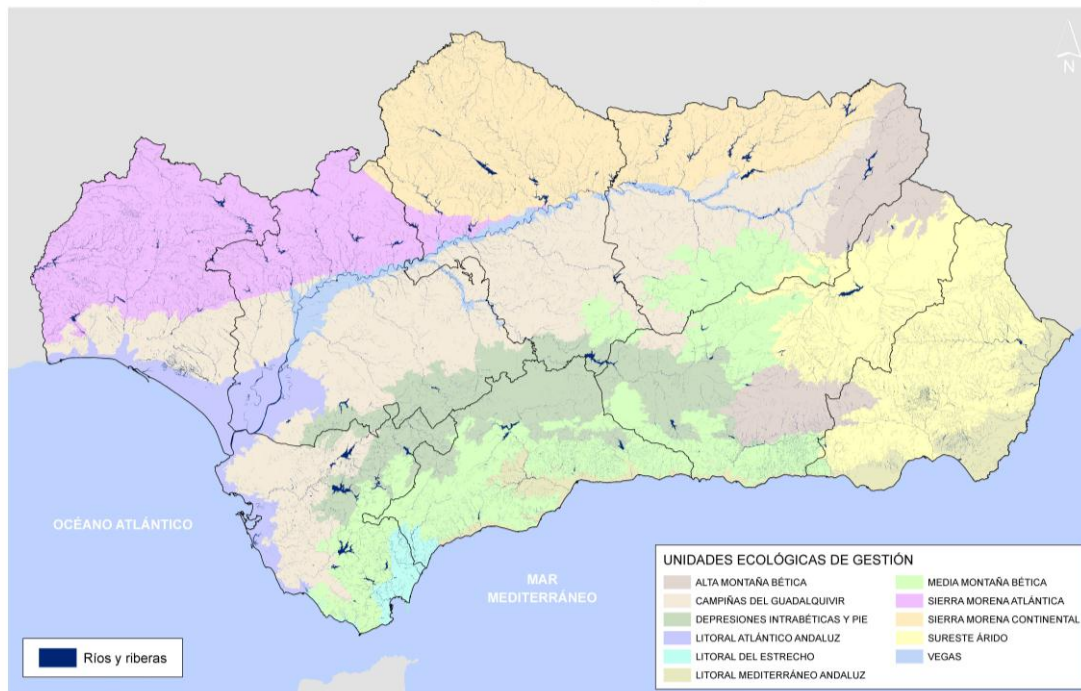 N
OCÉANO ATLÁNTICO
MAR
MEDITERRÁNEO
Ríos y riberas
UNIDADES ECOLÓGICAS DE GESTIÓN
ALTA MONTAÑA BÉTICA
CAMPIÑAS DEL GUADALQUIVIR
DEPRESIONES INTRABÉTICAS Y PIE
LITORAL ATLÁNTICO ANDALUZ
LITORAL DEL ESTRECHO
LITORAL MEDITERRÁNEO ANDALUZ
MEDIA MONTAÑA BÉTICA
SIERRA MORENA ATLÁNTICA
SIERRA MORENA CONTINENTAL
SURESTE ÁRIDO
VEGAS